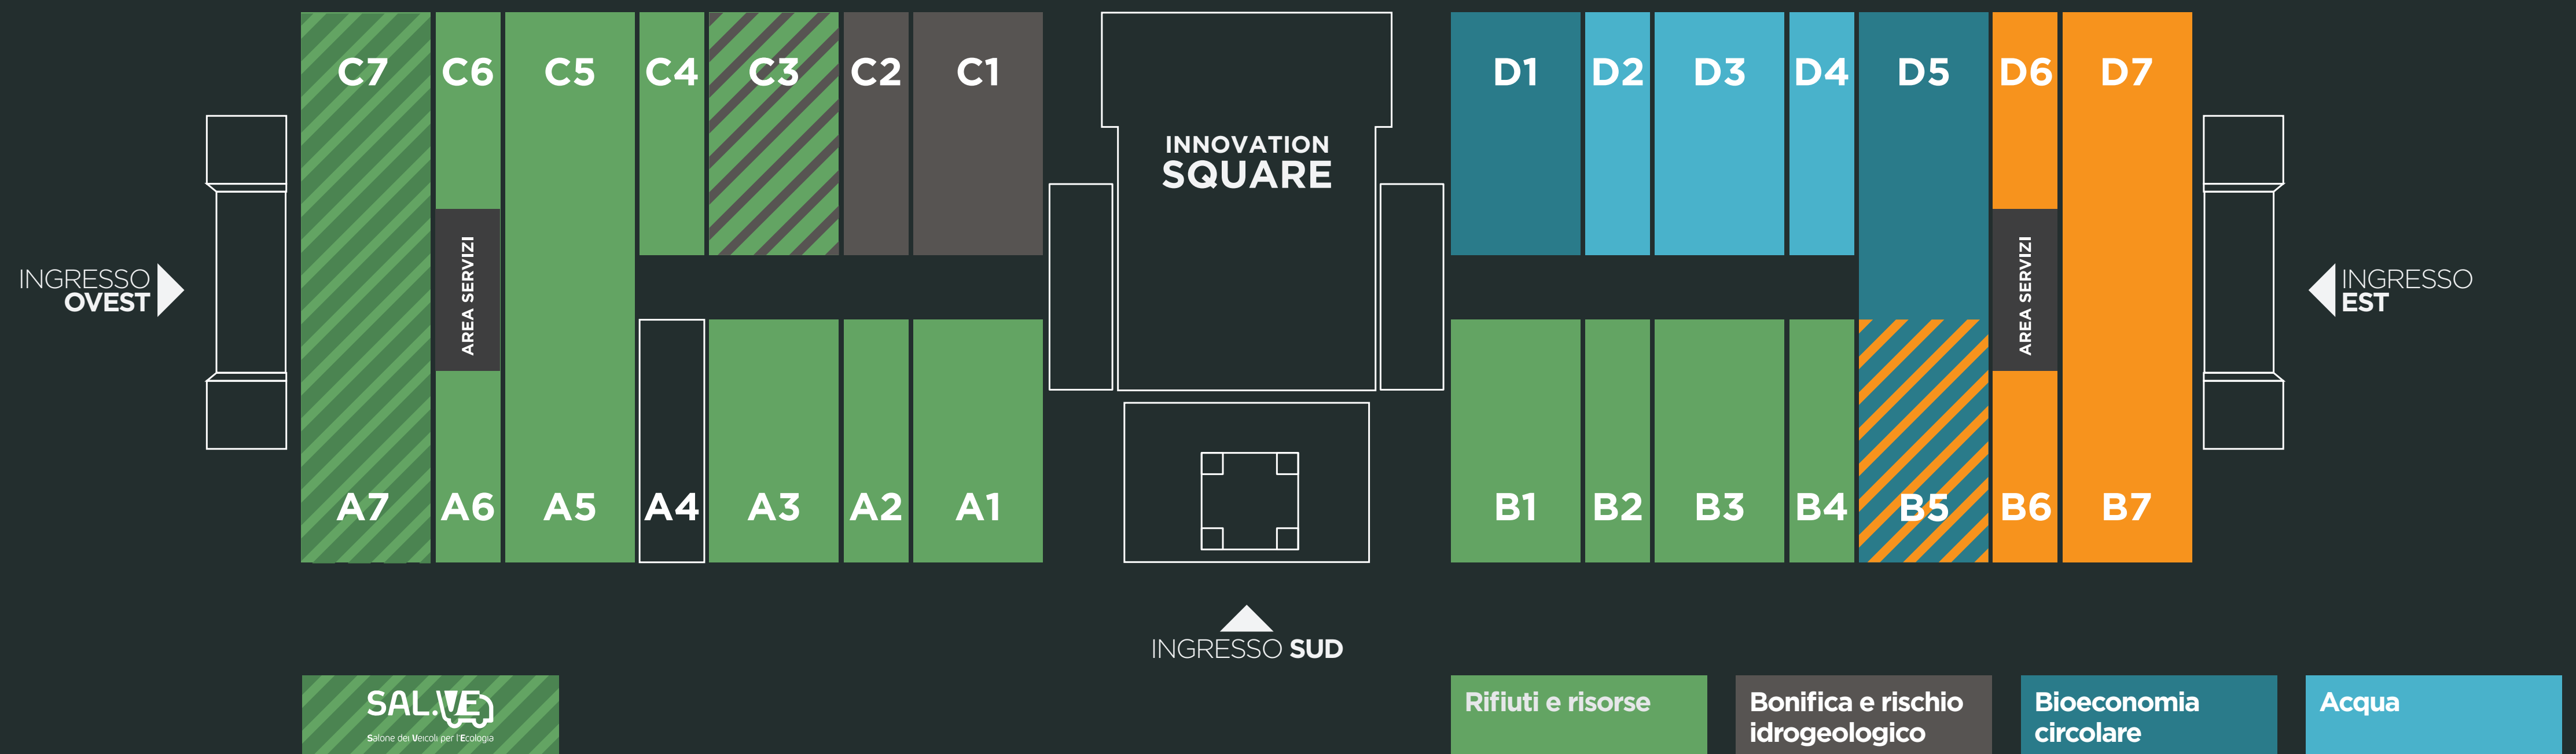 C7 C6 C5 C4 C3 C2 C1
D1 D2 D3 D4 D5 D6 D7
INNOVATION
SQUARE
AREA SERVIZI
AREA SERVIZI
INGRESSO
OVEST
INGRESSO
EST
A7 A6 A5 A4 A3 A2 A1
B1 B2 B3 B4 B5 B6 B7
INGRESSO SUD
SAL.VE
Salone dei Veicoli per l'Ecologia
Rifiuti e risorse
Bonifica e rischio
idrogeologico
Bioeconomia
circolare
Acqua